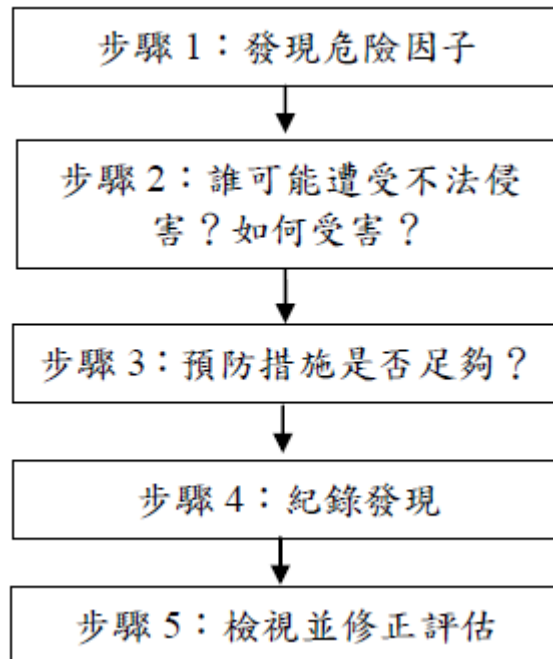 步驟 1：發現危險因子
步驟 2：誰可能遭受不法侵
害？如何受害？
步驟 3：預防措施是否足夠？
步驟 4：紀錄發現
步驟 5：檢視並修正評估